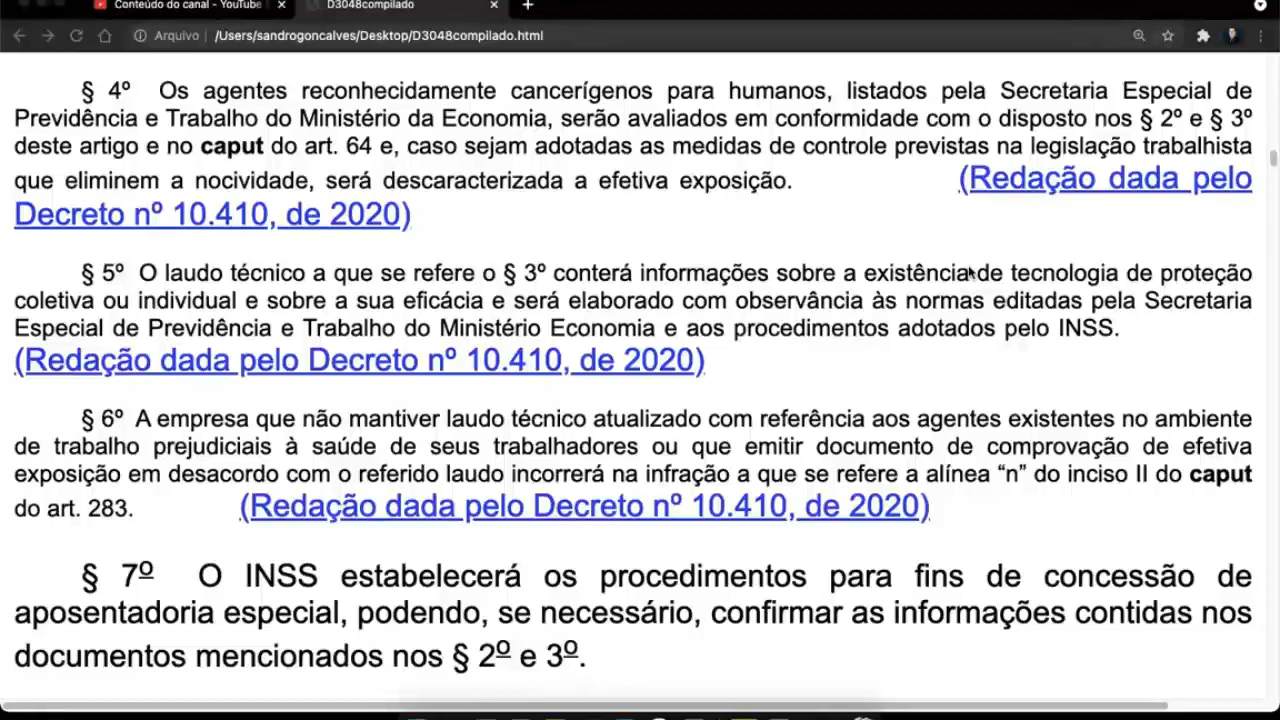 Conteúdo do canal - YouTube
D3048compilado
Arquivo /Users/sandrogoncalves/Desktop/D3048compilado.html
§ 4º Os agentes reconhecidamente cancerígenos para humanos, listados pela Secretaria Especial de
Previdência e Trabalho do Ministério da Economia, serão avaliados em conformidade com o disposto nos § 2º e § 3º
deste artigo e no caput do art. 64 e, caso sejam adotadas as medidas de controle previstas na legislação trabalhista
que eliminem a nocividade, será descaracterizada a efetiva exposição. (Redação dada pelo
Decreto nº 10.410, de 2020)
§ 5º O laudo técnico a que se refere o § 3º conterá informações sobre a existência de tecnologia de proteção
coletiva ou individual e sobre a sua eficácia e será elaborado com observância às normas editadas pela Secretaria
Especial de Previdência e Trabalho do Ministério Economia e aos procedimentos adotados pelo INSS.
(Redação dada pelo Decreto nº 10.410, de 2020)
§ 6º A empresa que não mantiver laudo técnico atualizado com referência aos agentes existentes no ambiente
de trabalho prejudiciais à saúde de seus trabalhadores ou que emitir documento de comprovação de efetiva
exposição em desacordo com o referido laudo incorrerá na infração a que se refere a alínea “n” do inciso II do caput
do art. 283. (Redação dada pelo Decreto nº 10.410, de 2020)
§ 7º O INSS estabelecerá os procedimentos para fins de concessão de
aposentadoria especial, podendo, se necessário, confirmar as informações contidas nos
documentos mencionados nos § 2º e 3º.